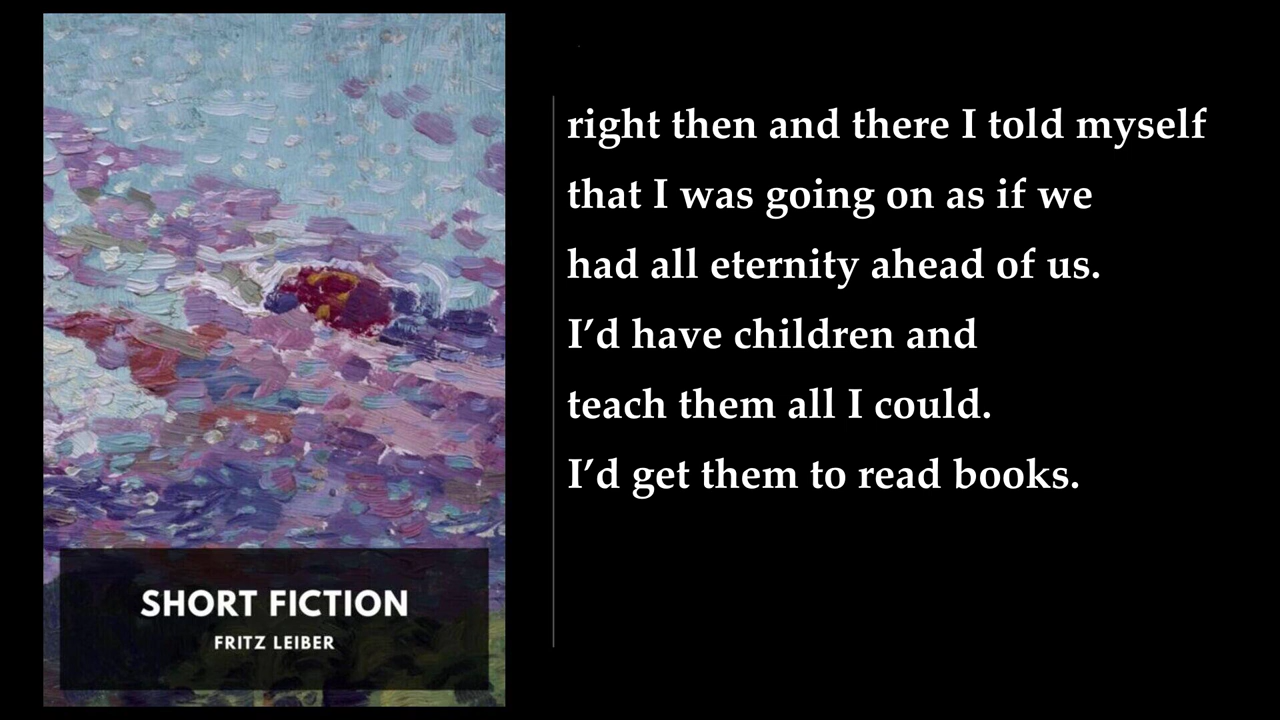 SHORT FICTION
FRITZ LEIBER
right then and there I told myself
that I was going on as if we
had all eternity ahead of us.
I’d have children and
teach them all I could.
I’d get them to read books.